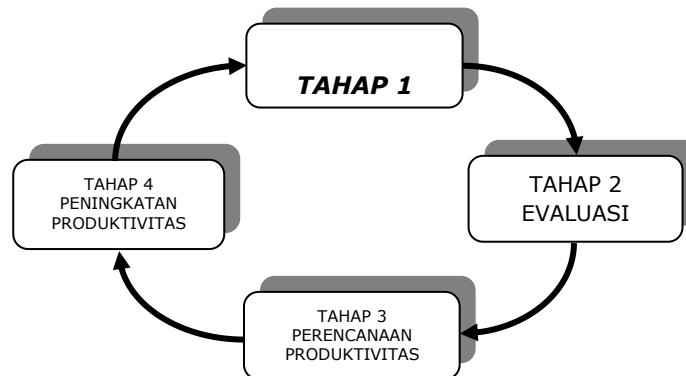 TAHAP 1
TAHAP 2
EVALUASI
TAHAP 3
PERENCANAAN
PRODUKTIVITAS
TAHAP 4
PENINGKATAN
PRODUKTIVITAS